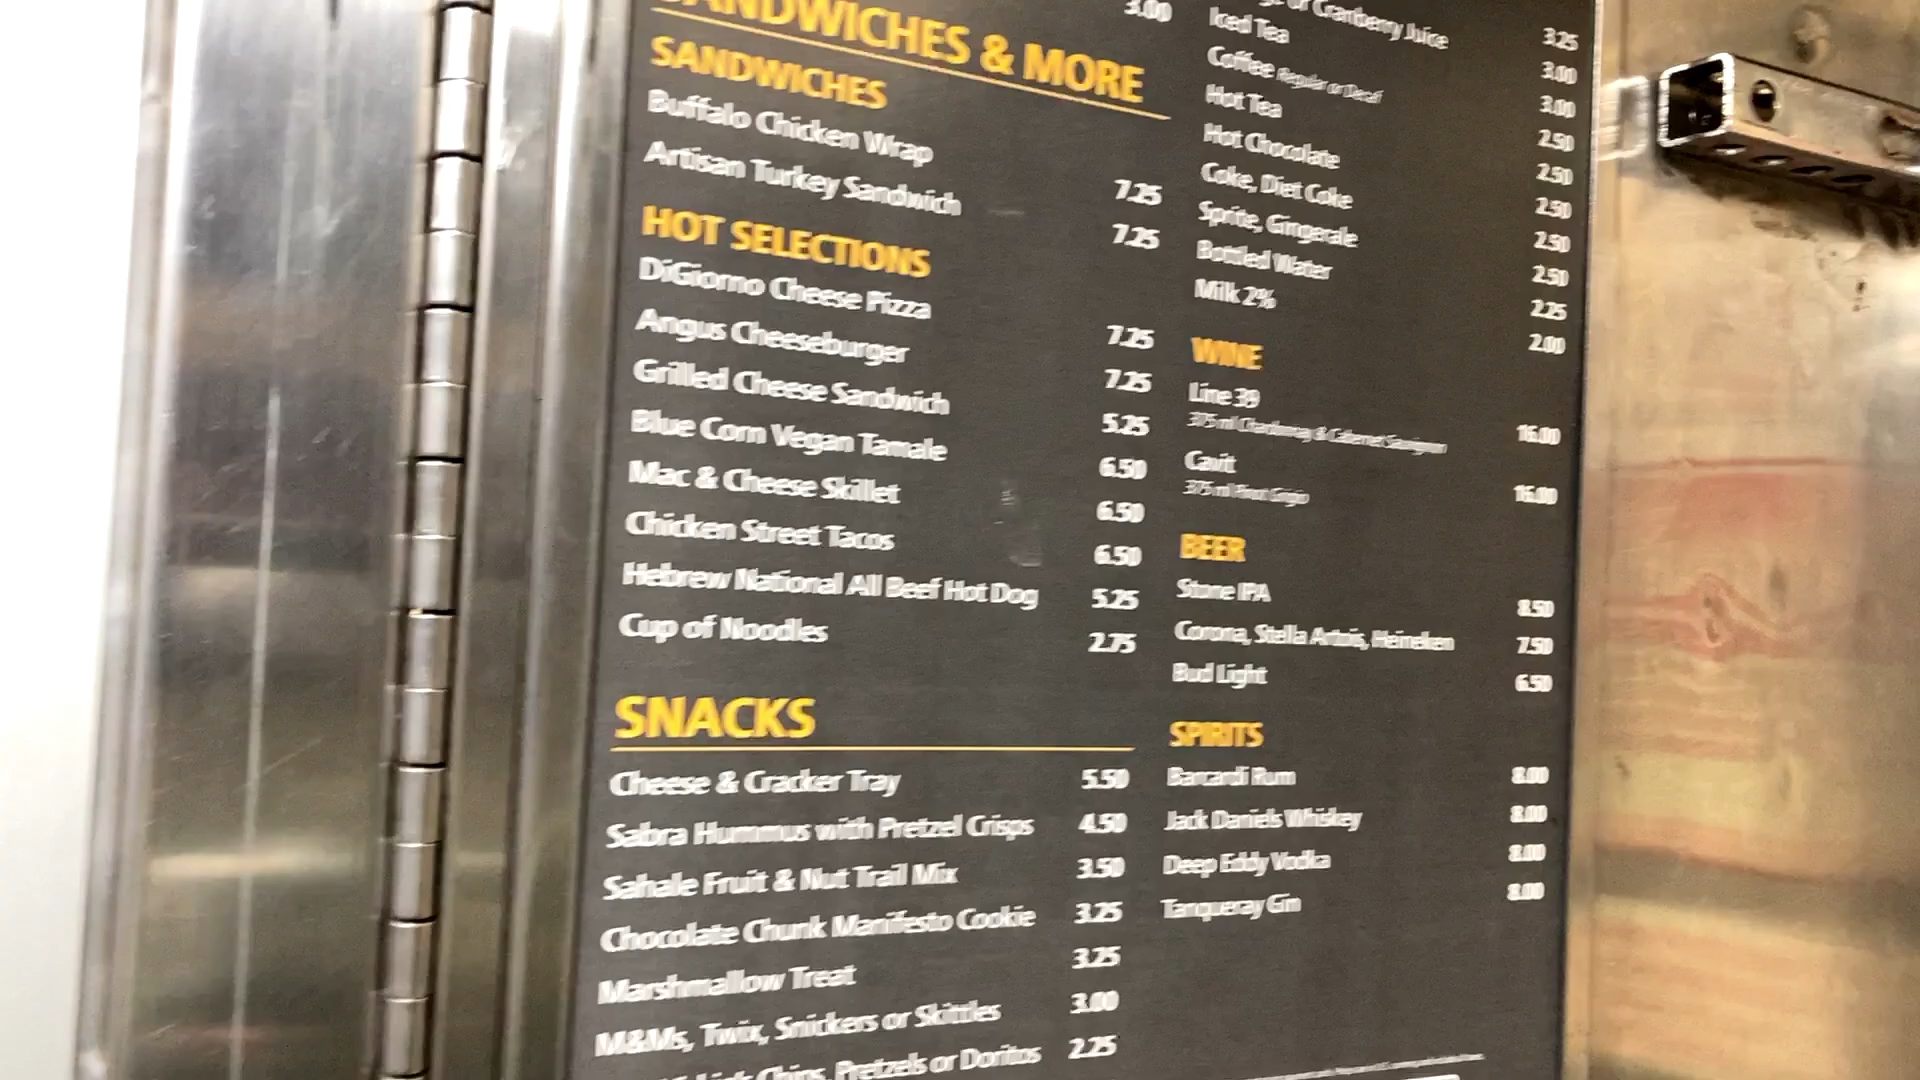 SANDWICHES & MORE 3.00
SANDWICHES
Buffalo Chicken Wrap 7.25
Artisan Turkey Sandwich 7.25
HOT SELECTIONS
DiGiorno Cheese Pizza 7.25
Angus Cheeseburger 7.25
Grilled Cheese Sandwich 5.25
Blue Corn Vegan Tamale 6.50
Mac & Cheese Skillet 6.50
Chicken Street Tacos 6.50
Hebrew National All Beef Hot Dog 5.25
Cup of Noodles 2.75
SNACKS
Cheese & Cracker Tray 5.50
Sabra Hummus with Pretzel Crisps 4.50
Sahale Fruit & Nut Trail Mix 3.50
Chocolate Chunk Manifesto Cookie 3.25
Marshmallow Treat 3.25
M&Ms, Twix, Snickers or Skittles 3.00
Chips, Pretzels or Doritos 2.25
or Cranberry Juice 3.25
Iced Tea 3.00
Coffee Regular or Decaf 3.00
Hot Tea 2.50
Hot Chocolate 2.50
Coke, Diet Coke 2.50
Sprite, Gingerale 2.50
Bottled Water 2.50
Milk 2% 2.25
2.00
WINE
Line 39 16.00
375 ml Chardonnay & Cabernet Sauvignon
Cavit 16.00
375 ml Pinot Grigio
BEER
Stone IPA 8.50
Corona, Stella Artois, Heineken 7.50
Bud Light 6.50
SPIRITS
Barcardi Rum 8.00
Jack Daniels Whiskey 8.00
Deep Eddy Vodka 8.00
Tanqueray Gin 8.00